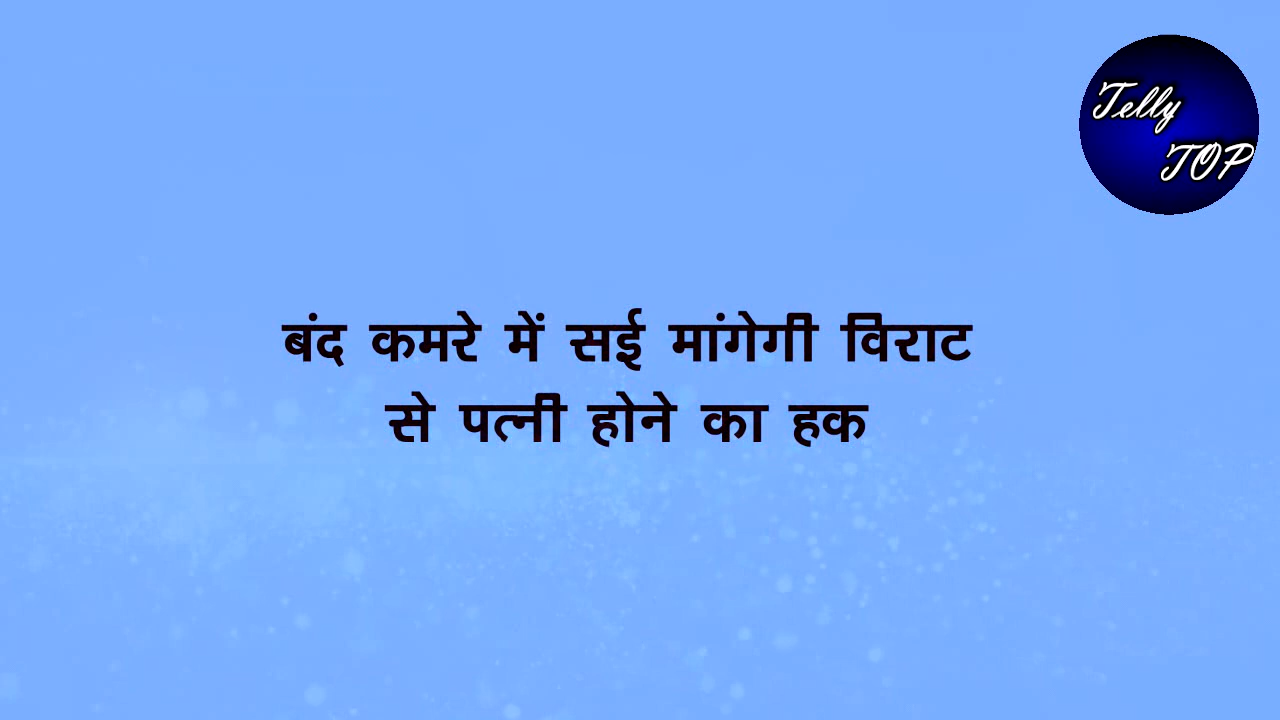 Telly
TOP
बंद कमरे में सई मांगेगी विराट
से पत्नी होने का हक